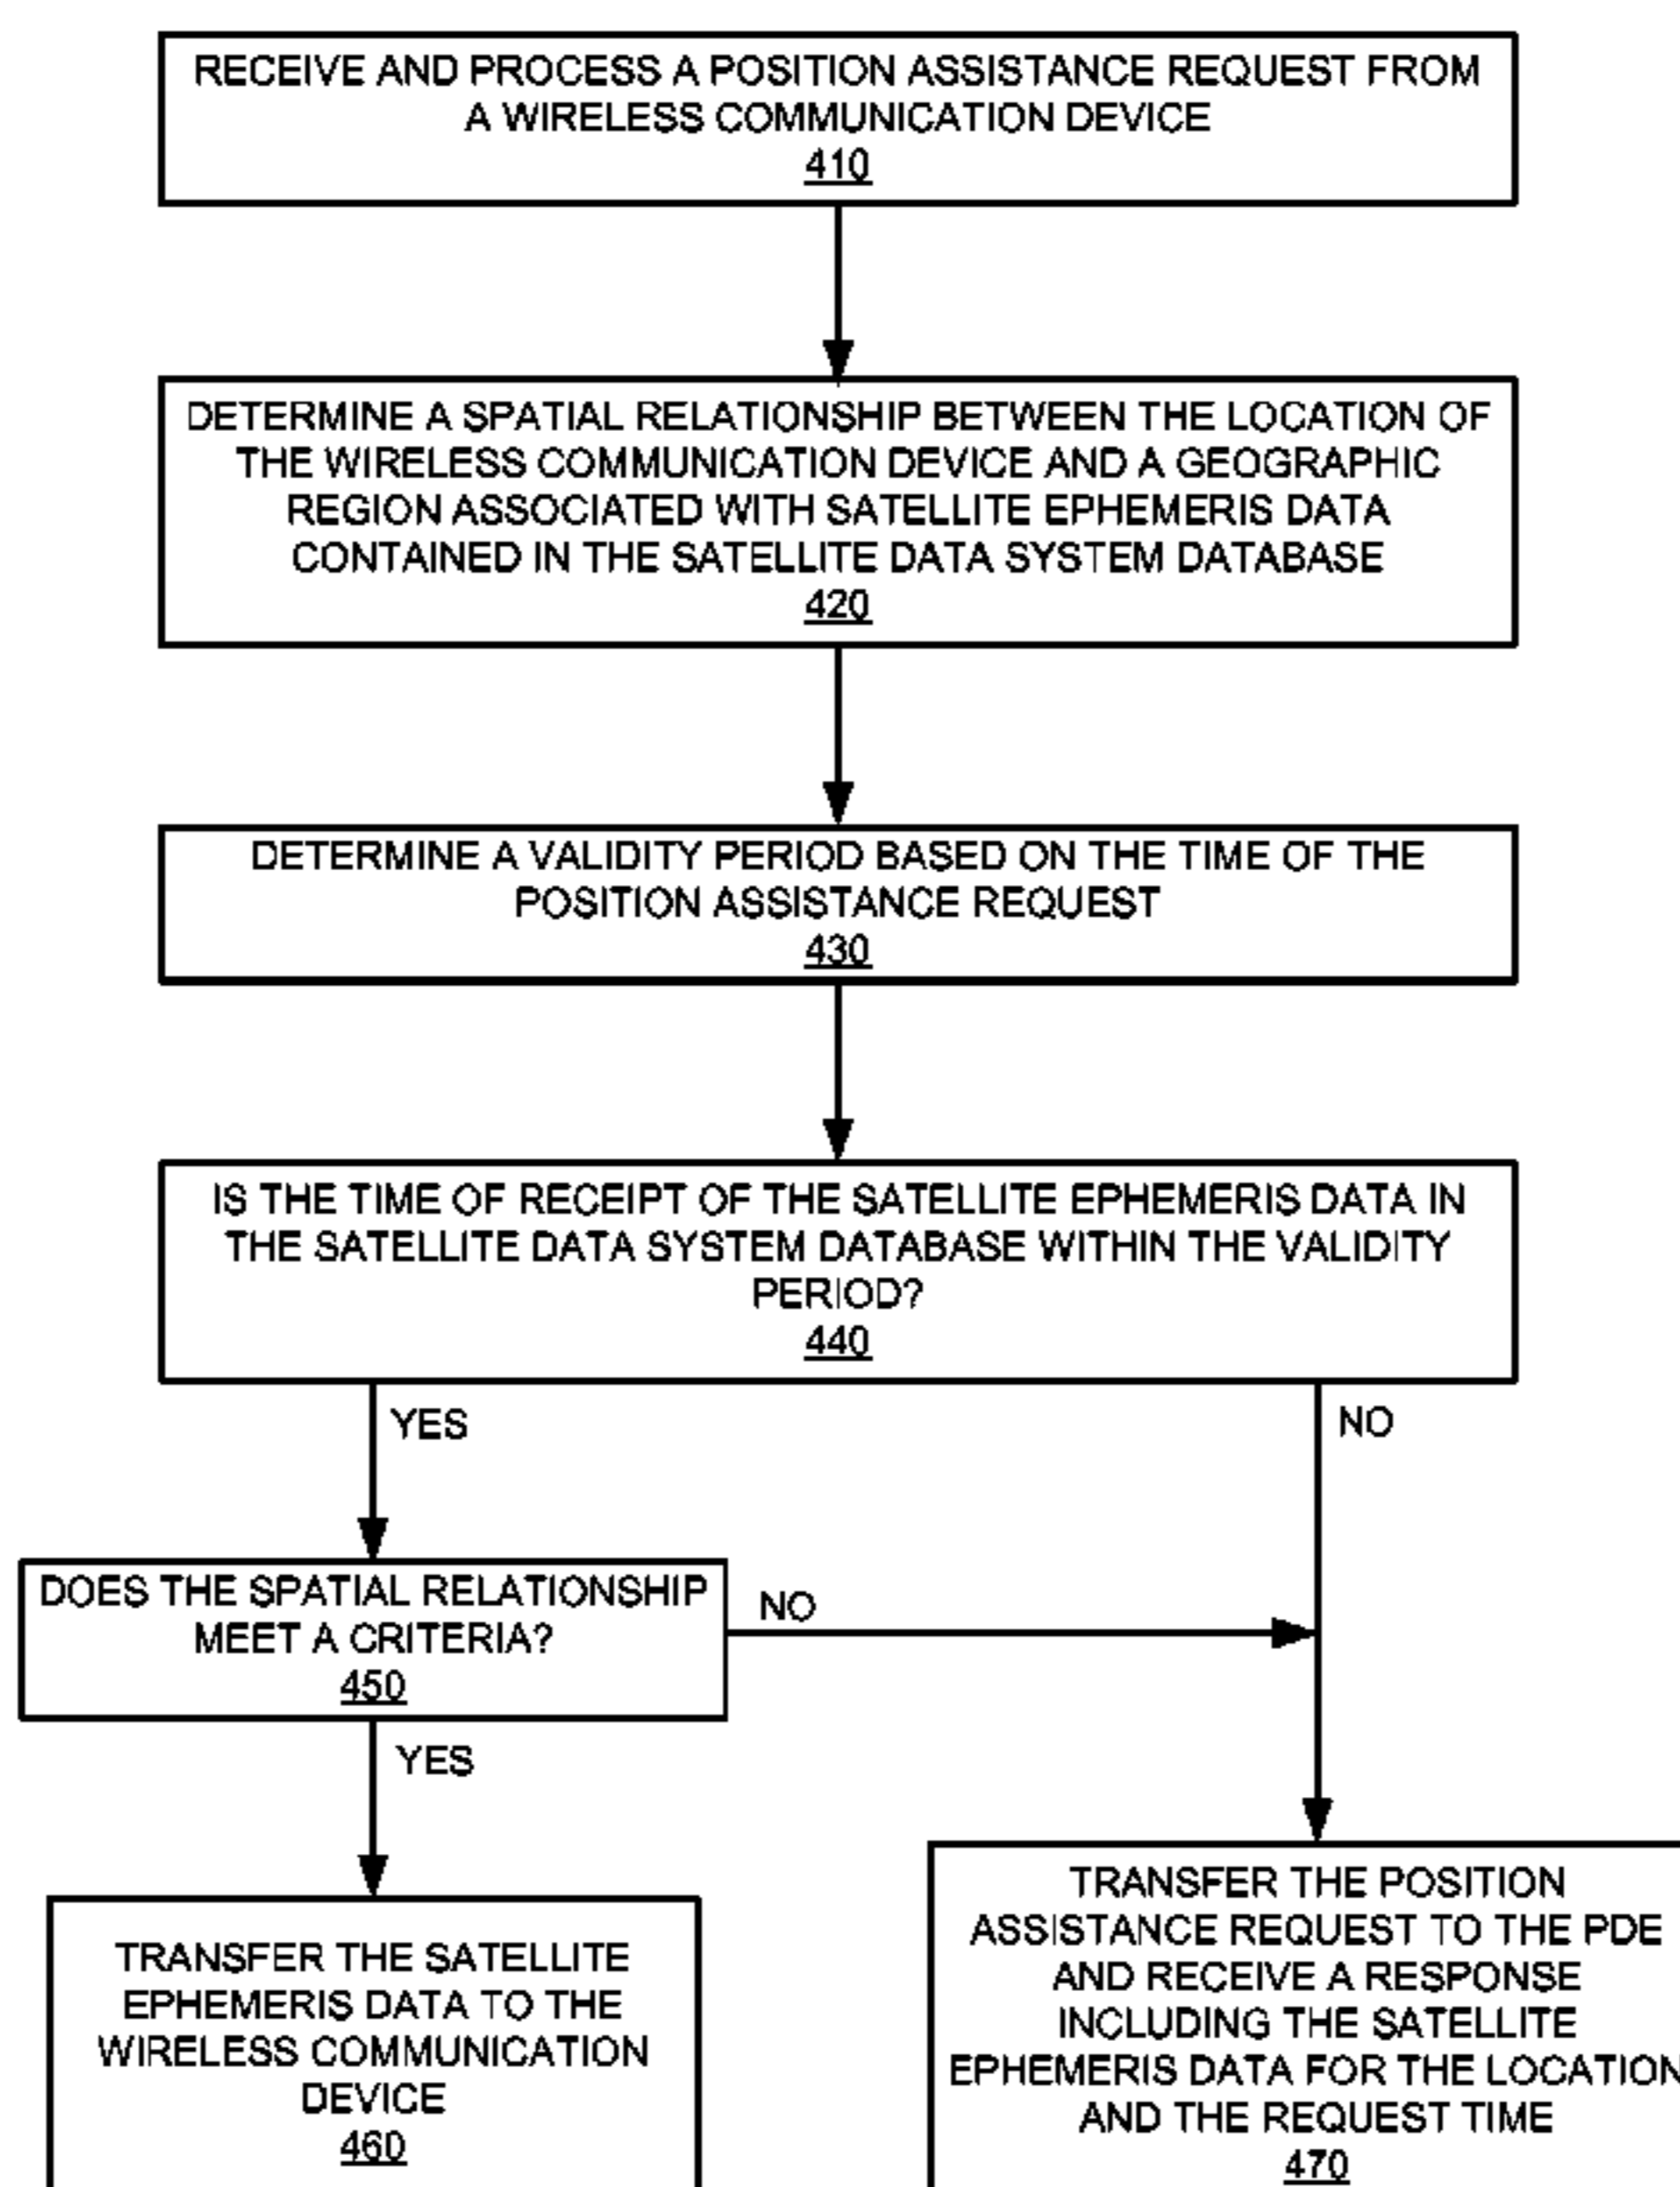 RECEIVE AND PROCESS A POSITION ASSISTANCE REQUEST FROM
A WIRELESS COMMUNICATION DEVICE
410
DETERMINE A SPATIAL RELATIONSHIP BETWEEN THE LOCATION OF
THE WIRELESS COMMUNICATION DEVICE AND A GEOGRAPHIC
REGION ASSOCIATED WITH SATELLITE EPHEMERIS DATA
CONTAINED IN THE SATELLITE DATA SYSTEM DATABASE
420
DETERMINE A VALIDITY PERIOD BASED ON THE TIME OF THE
POSITION ASSISTANCE REQUEST
430
IS THE TIME OF RECEIPT OF THE SATELLITE EPHEMERIS DATA IN
THE SATELLITE DATA SYSTEM DATABASE WITHIN THE VALIDITY
PERIOD?
440
YES
NO
DOES THE SPATIAL RELATIONSHIP
MEET A CRITERIA?
450
NO
YES
TRANSFER THE SATELLITE
EPHEMERIS DATA TO THE
WIRELESS COMMUNICATION
DEVICE
460
TRANSFER THE POSITION
ASSISTANCE REQUEST TO THE PDE
AND RECEIVE A RESPONSE
INCLUDING THE SATELLITE
EPHEMERIS DATA FOR THE LOCATION
AND THE REQUEST TIME
470